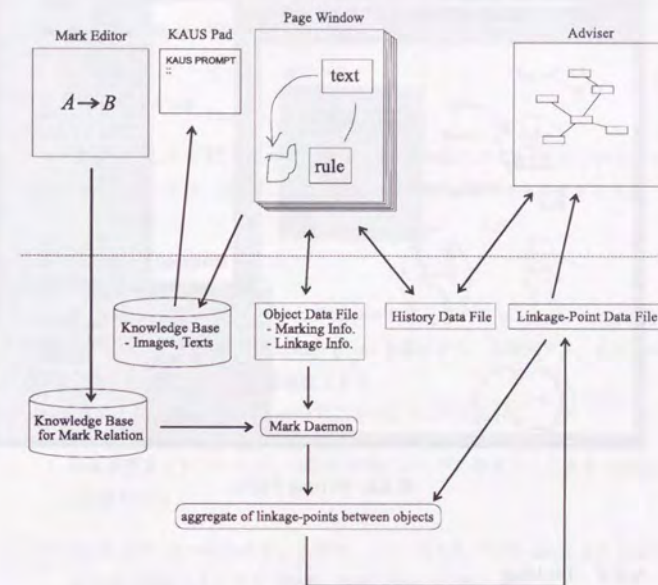 Page Window
Mark Editor
KAUS Pad
Adviser
KAUS PROMPT
::
A→B
text
rule
Knowledge Base
- Images, Texts
Object Data File
- Marking Info.
- Linkage Info.
History Data File
Linkage-Point Data File
Knowledge Base
for Mark Relation
Mark Daemon
aggregate of linkage-points between objects